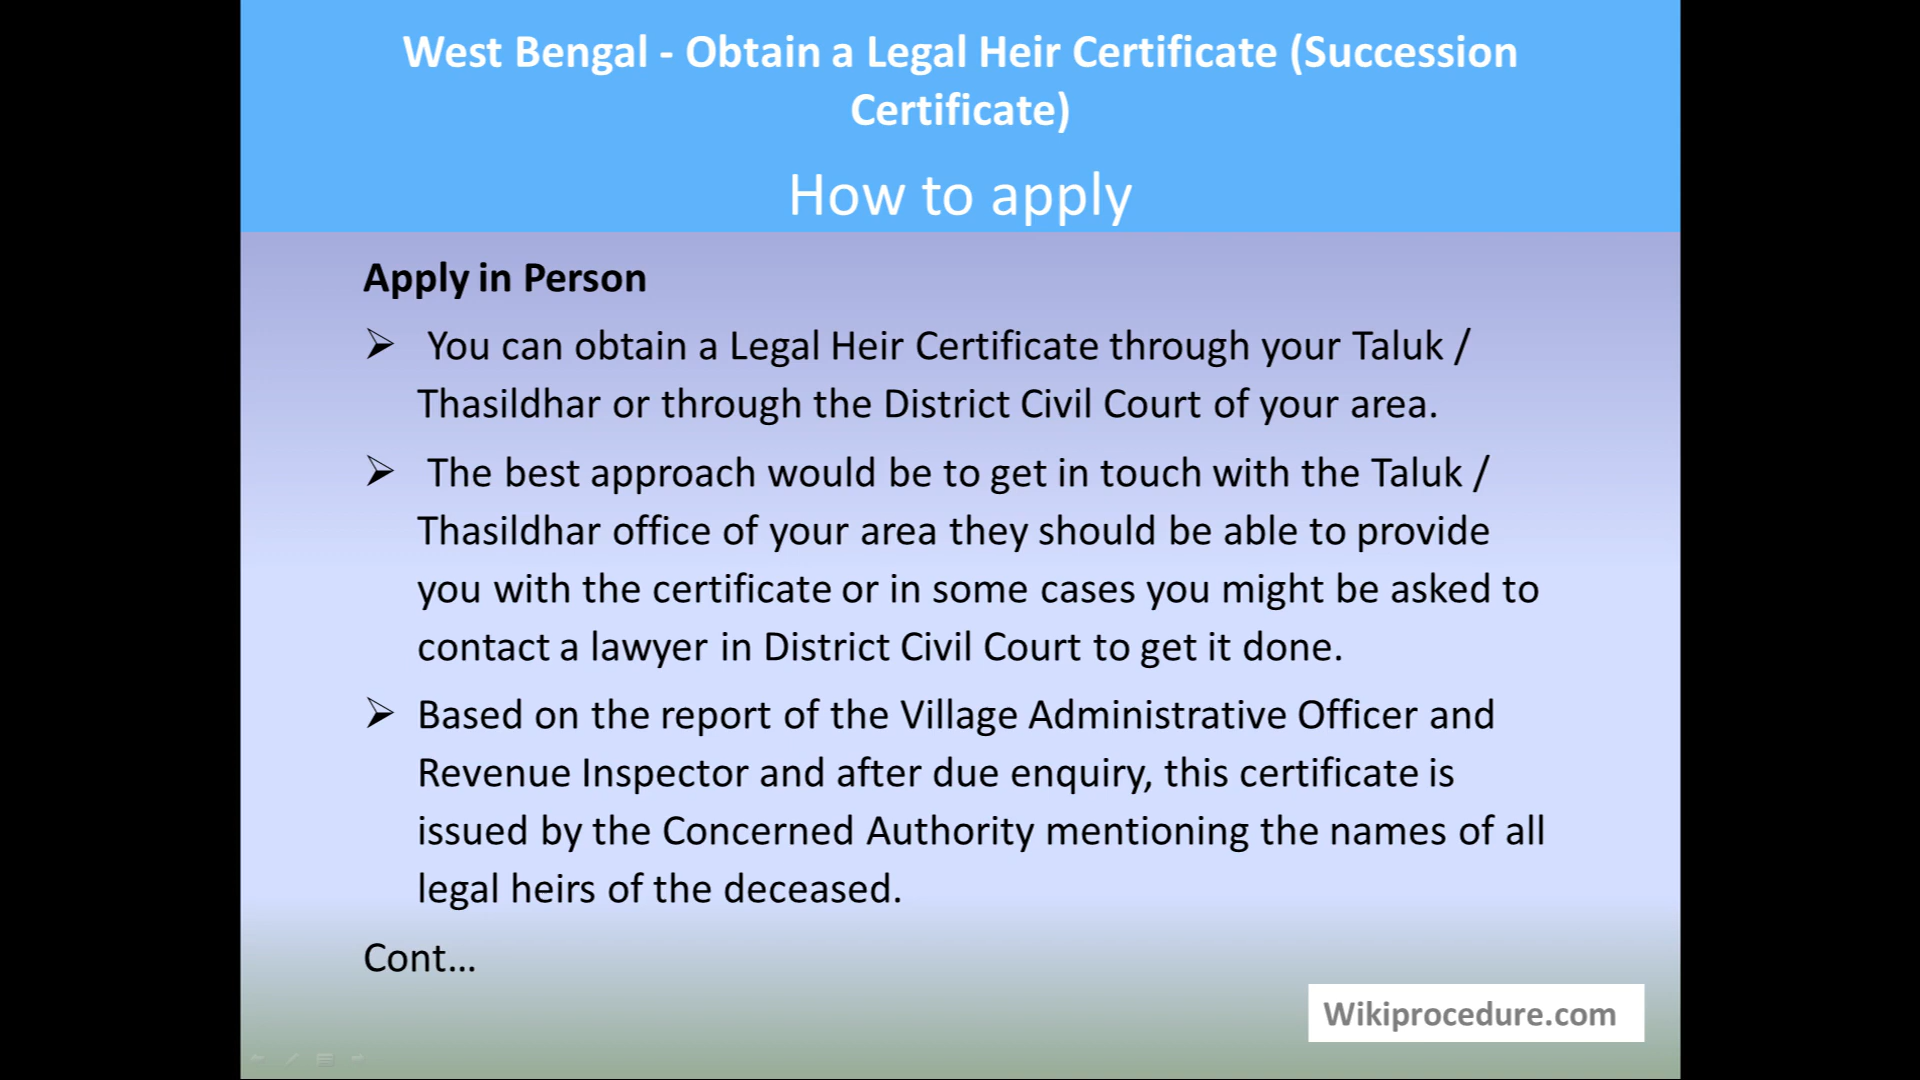 West Bengal - Obtain a Legal Heir Certificate (Succession
Certificate)
How to apply
Apply in Person
➢ You can obtain a Legal Heir Certificate through your Taluk /
Thasildhar or through the District Civil Court of your area.
➢ The best approach would be to get in touch with the Taluk /
Thasildhar office of your area they should be able to provide
you with the certificate or in some cases you might be asked to
contact a lawyer in District Civil Court to get it done.
➢ Based on the report of the Village Administrative Officer and
Revenue Inspector and after due enquiry, this certificate is
issued by the Concerned Authority mentioning the names of all
legal heirs of the deceased.
Cont...
Wikiprocedure.com